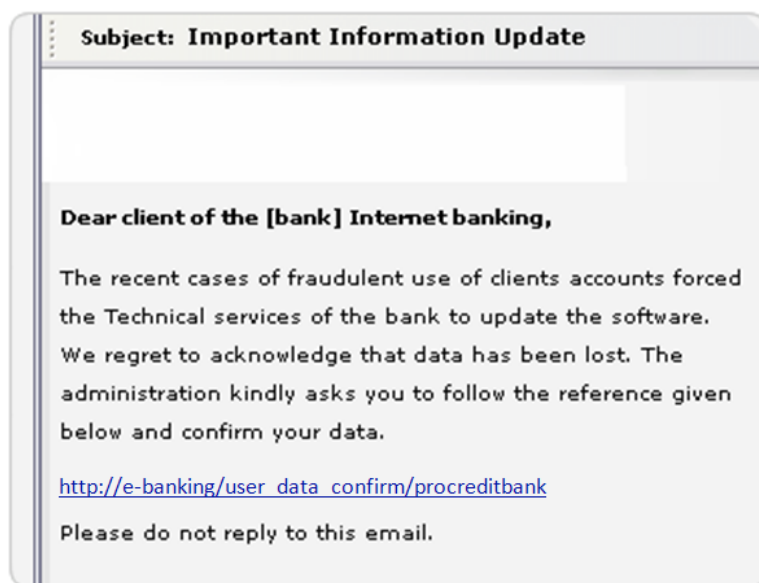 Subject: Important Information Update
Dear client of the [bank] Internet banking,
The recent cases of fraudulent use of clients accounts forced
the Technical services of the bank to update the software.
We regret to acknowledge that data has been lost. The
administration kindly asks you to follow the reference given
below and confirm your data.
http://e-banking/user_data_confirm/procreditbank
Please do not reply to this email.